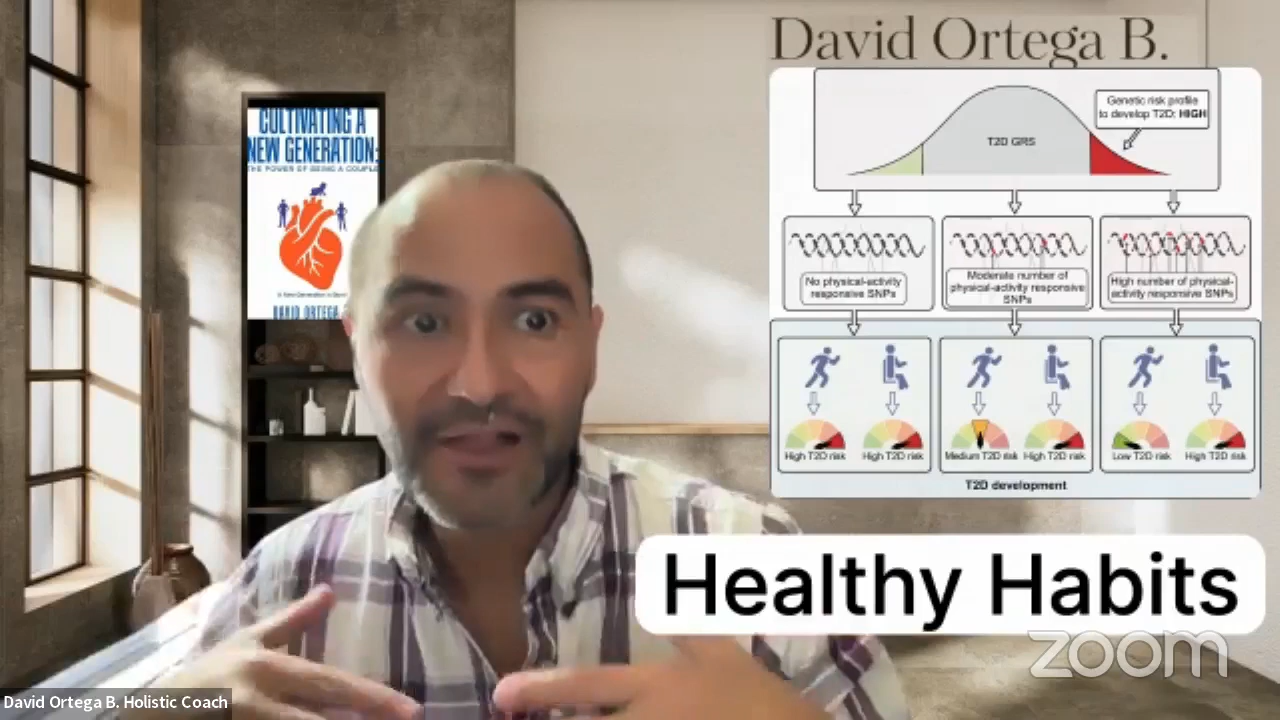 David Ortega B.
CULTIVATING A
NEW GENERATION:
THE POWER OF BEING A COUPLE
A New Generation is
DAVID ORTEGA
Genetic risk profile
to develop T2D: HIGH
T2D GRS
No physical-activity
responsive SNPs
Moderate number of
physical-activity responsive
SNPs
High number of physical-
activity responsive SNPs
High T2D risk
High T2D risk
Medium T2D risk
High T2D risk
Low T2D risk
High T2D risk
T2D development
Healthy Habits
zoom
David Ortega B. Holistic Coach